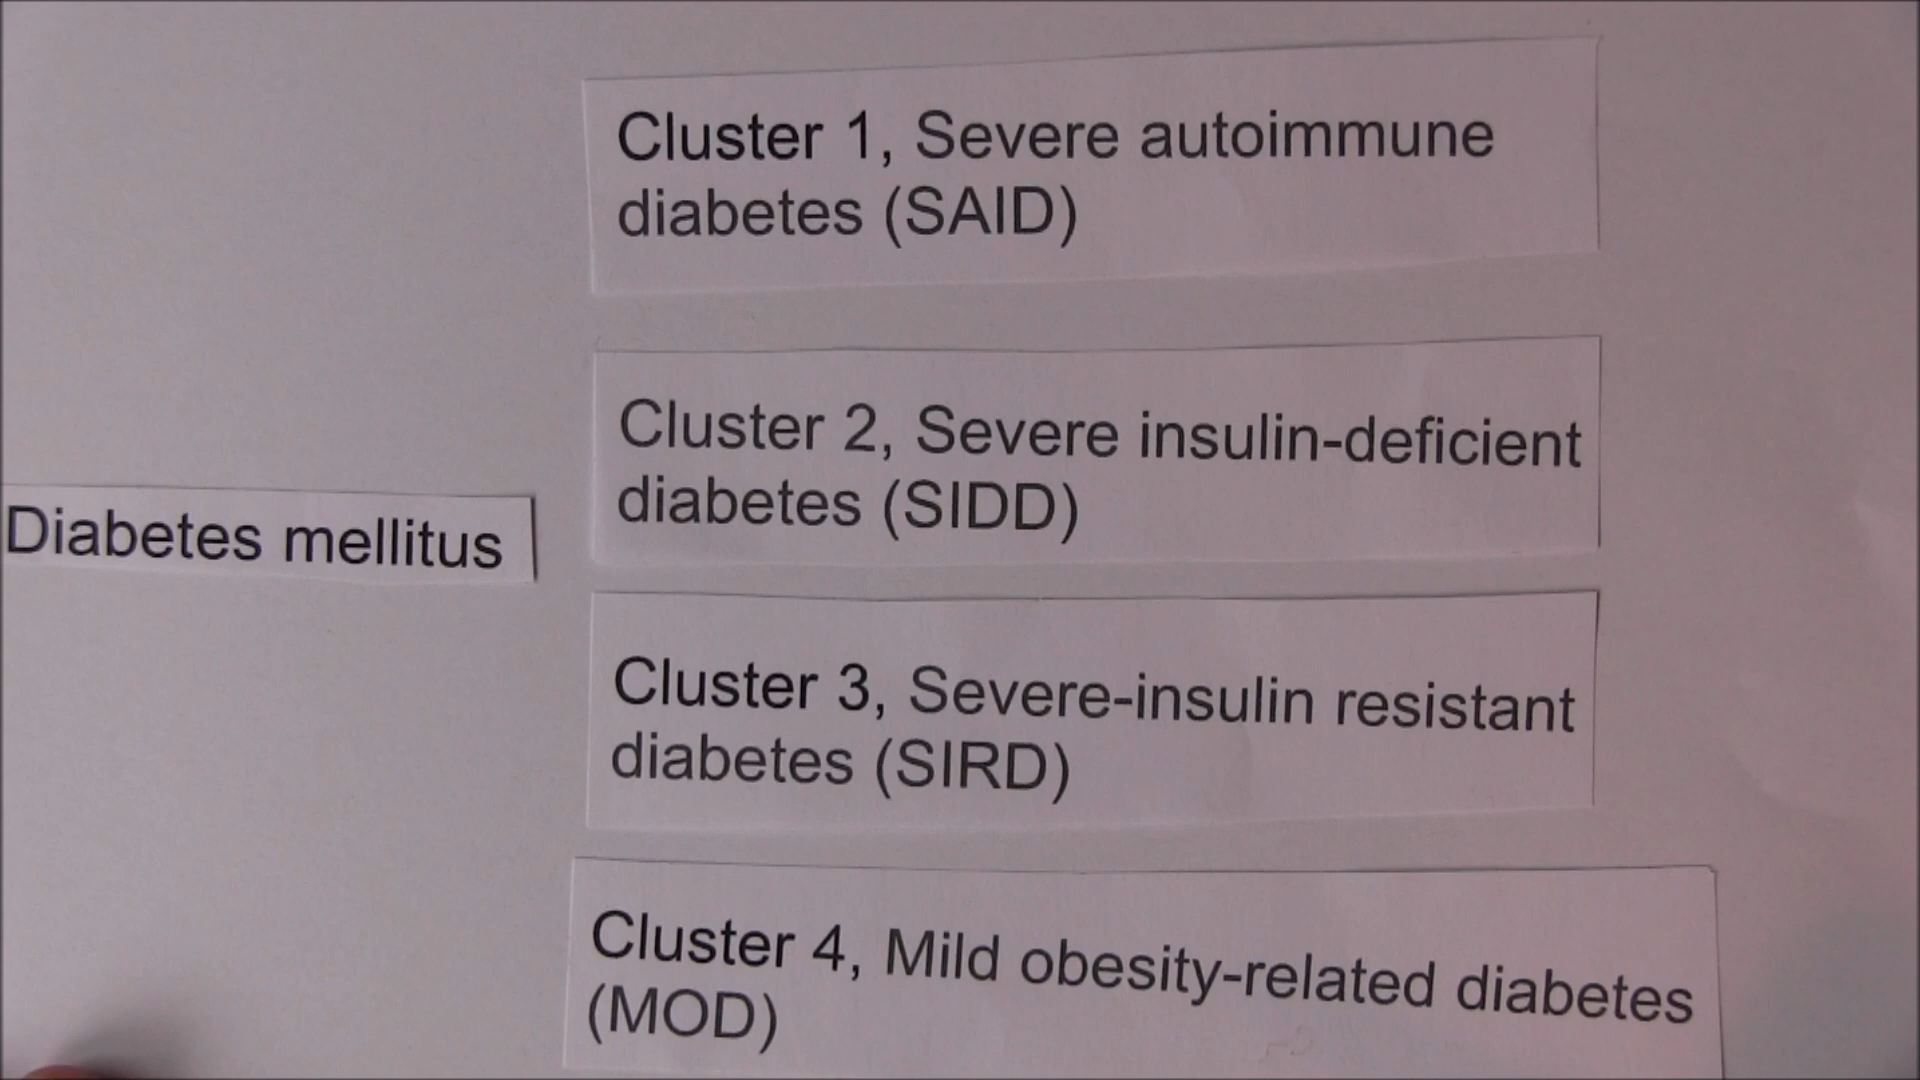 Cluster 1, Severe autoimmune
diabetes (SAID)
Cluster 2, Severe insulin-deficient
diabetes (SIDD)
Diabetes mellitus
Cluster 3, Severe-insulin resistant
diabetes (SIRD)
Cluster 4, Mild obesity-related diabetes
(MOD)